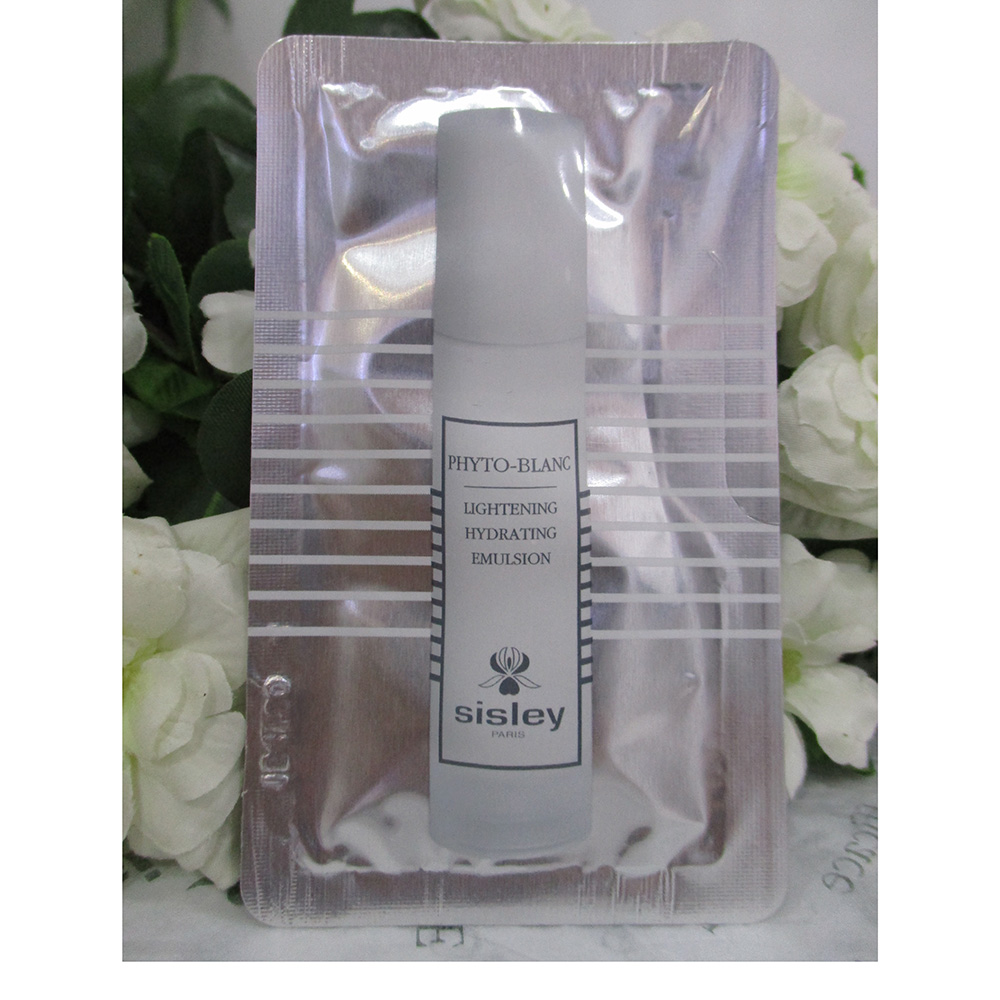 PHYTO-BLANC
LIGHTENING
HYDRATING
EMULSION
sisley
PARIS